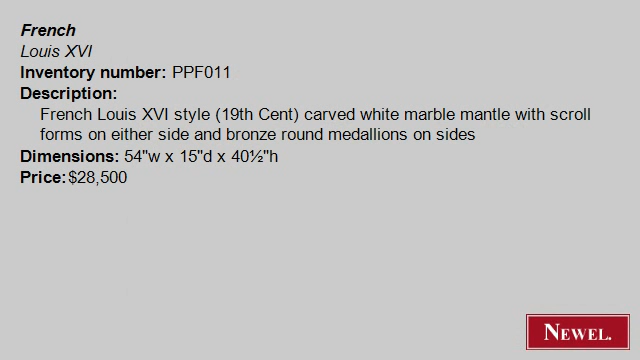 French
Louis XVI
Inventory number: PPF011
Description:
French Louis XVI style (19th Cent) carved white marble mantle with scroll
forms on either side and bronze round medallions on sides
Dimensions: 54"w x 15"d x 40½"h
Price:$28,500
NEWEL.